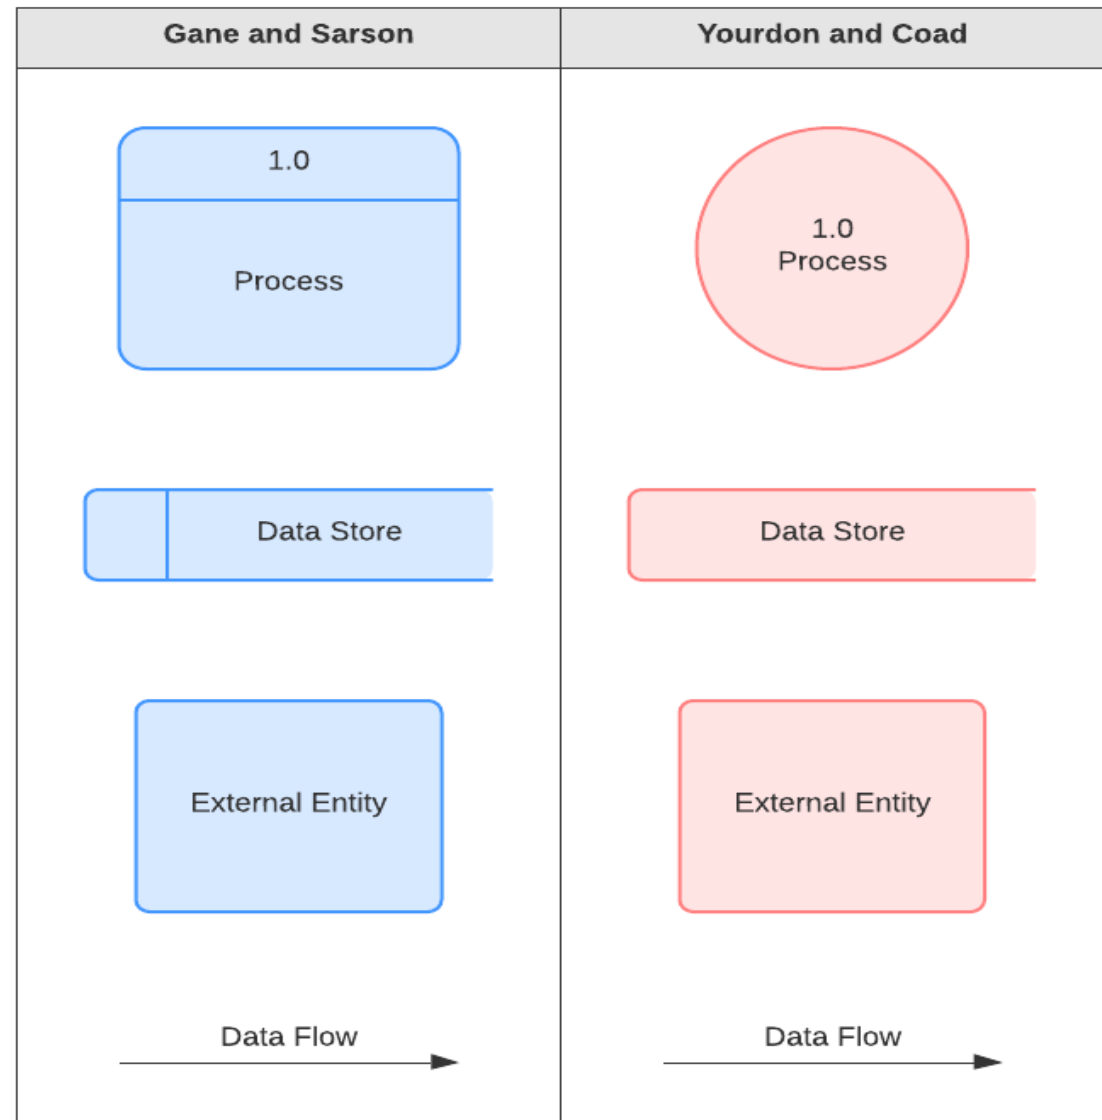 Gane and Sarson
Yourdon and Coad
1.0
Process
1.0
Process
Data Store
Data Store
External Entity
External Entity
Data Flow
Data Flow